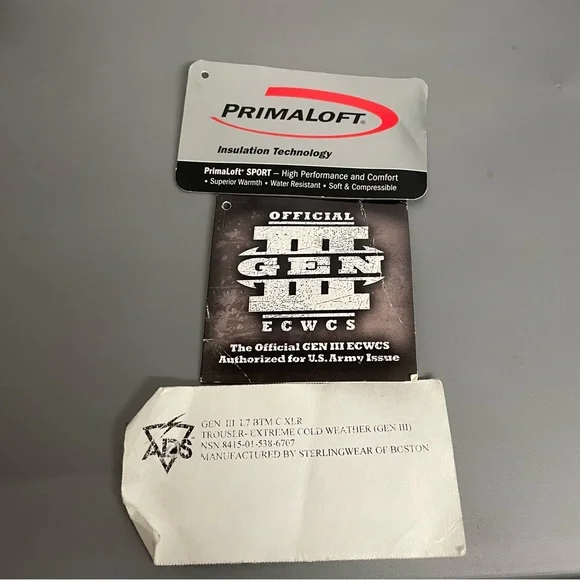 PRIMALOFT®
Insulation Technology
PrimaLoft® SPORT – High Performance and Comfort
• Superior Warmth • Water Resistant • Soft & Compressible
OFFICIAL
III
GEN
ECWCS
The Official GEN III ECWCS
Authorized for U.S. Army Issue
ADS
GEN III L7 BTM C XLR
TROUSER- EXTREME COLD WEATHER (GEN III)
NSN 8415-01-538-6707
MANUFACTURED BY STERLINGWEAR OF BOSTON